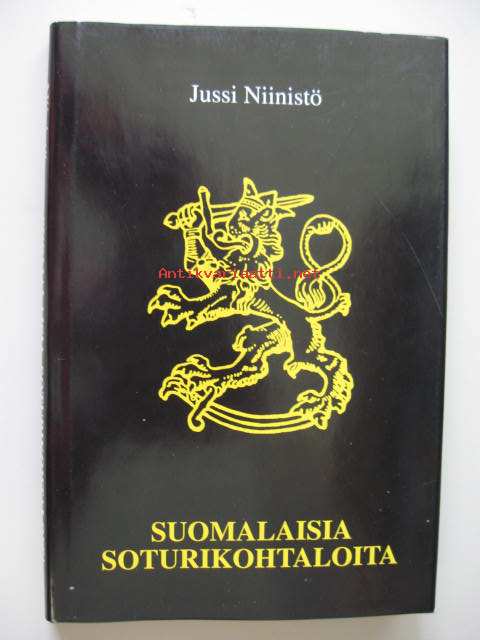 Jussi Niinistö
Antikvariaatti.net
SUOMALAISIA
SOTURIKOHTALOITA